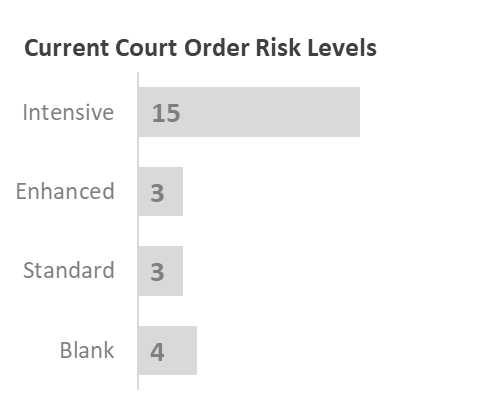 Current Court Order Risk Levels
Intensive 15
Enhanced 3
Standard 3
Blank 4